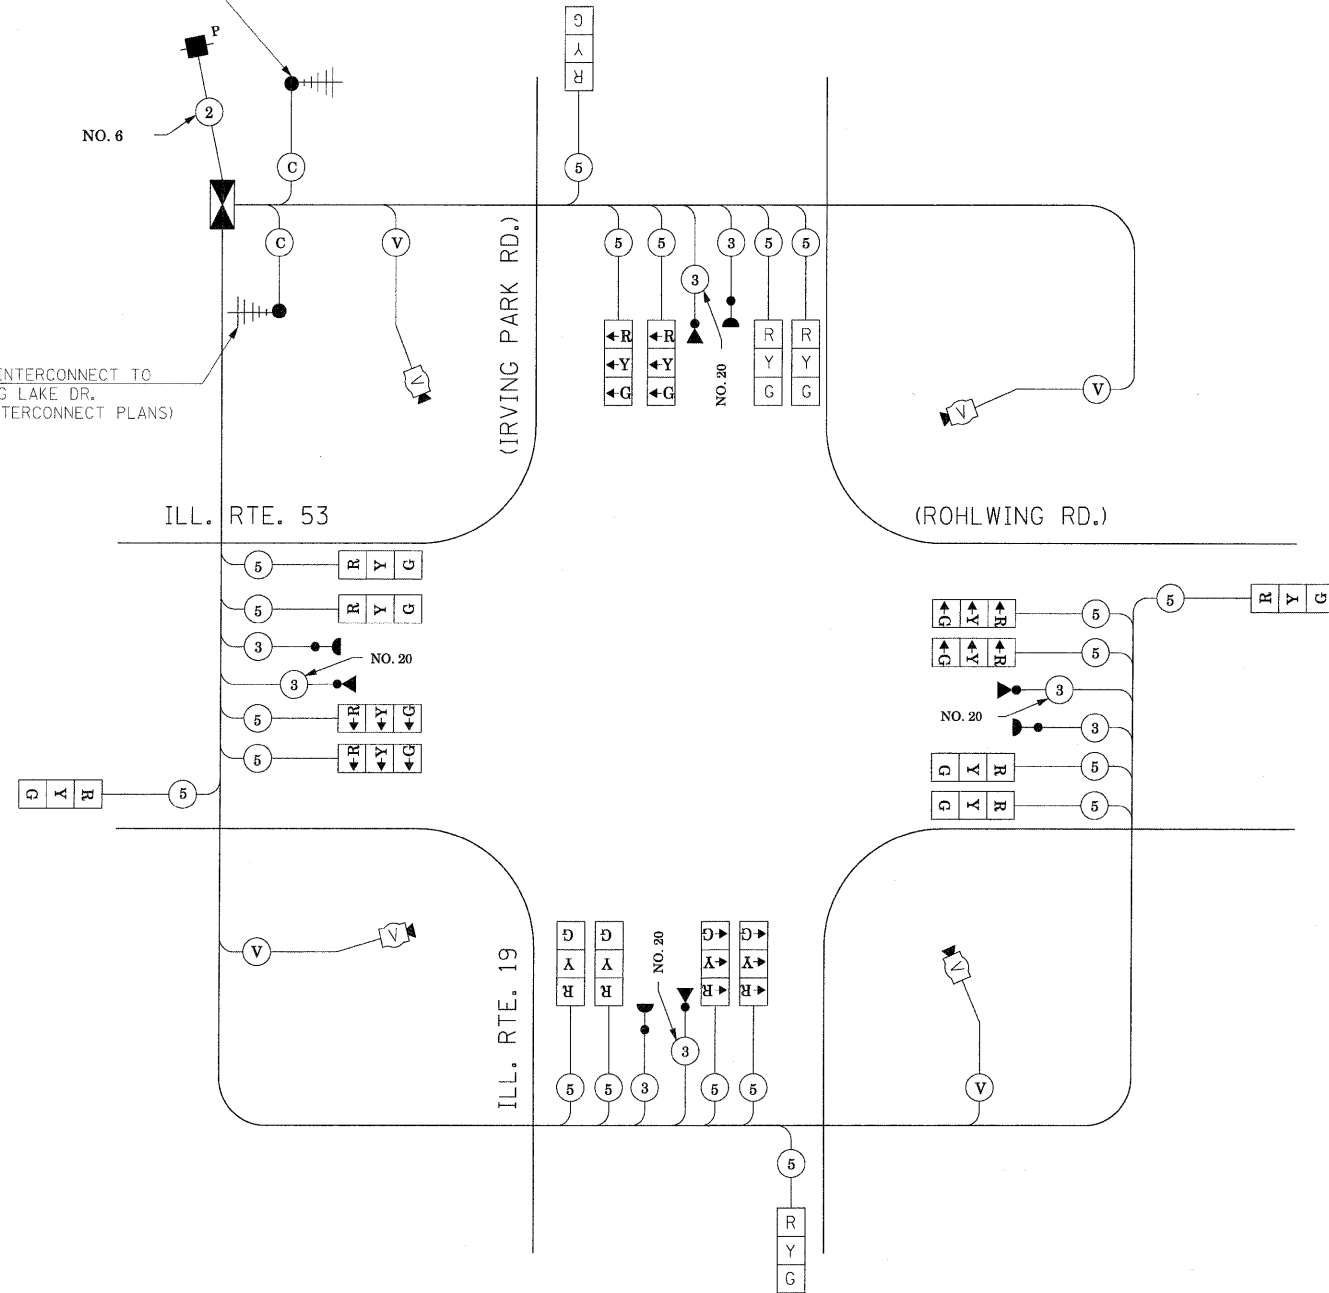 P
2
NO. 6
C
C
V
G
Y
R
5
5
5
3
3
5
5
NO. 20
←R
←Y
←G
←R
←Y
←G
R
Y
G
R
Y
G
V
V
V
INTERCONNECT TO
G LAKE DR.
TERCONNECT PLANS)
(IRVING PARK RD.)
ILL. RTE. 53
(ROHLWING RD.)
5
R Y G
5
R Y G
3
3
NO. 20
5
←R ←Y ←G
5
←R ←Y ←G
5
G Y R
5
R Y G
←G ←Y ←R
5
←G ←Y ←R
5
3
NO. 20
3
G Y R
5
G Y R
5
V
V
ILL. RTE. 19
G
Y
R
G
Y
R
NO. 20
←G
←Y
←R
←G
←Y
←R
5
5
3
3
5
5
V
V
5
R
Y
G